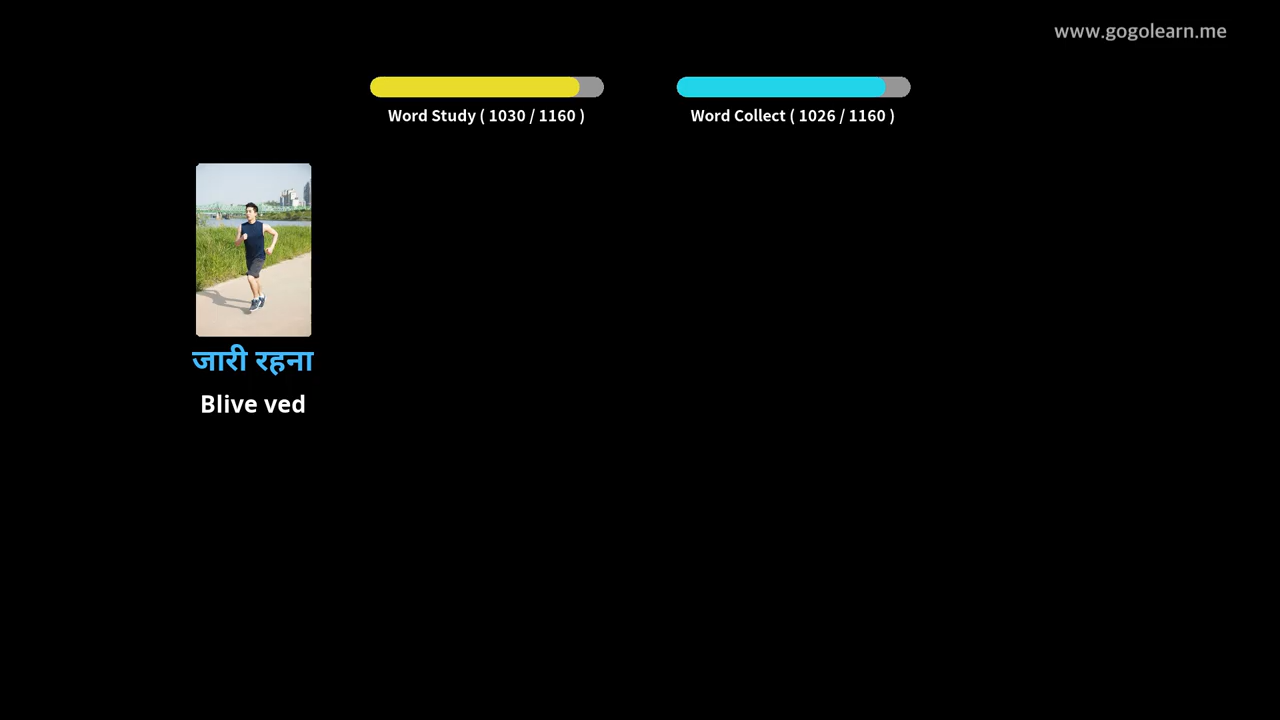 www.gogolearn.me
Word Study ( 1030 / 1160 )
Word Collect ( 1026 / 1160 )
जारी रहना
Blive ved